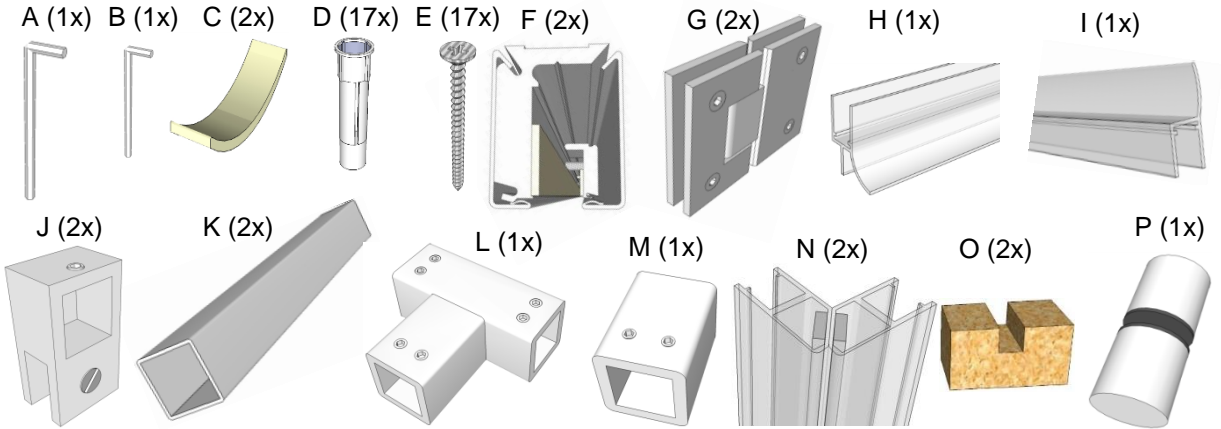 A (1x)
B (1x)
C (2x)
D (17x)
E (17x)
F (2x)
G (2x)
H (1x)
I (1x)
J (2x)
K (2x)
L (1x)
M (1x)
N (2x)
O (2x)
P (1x)